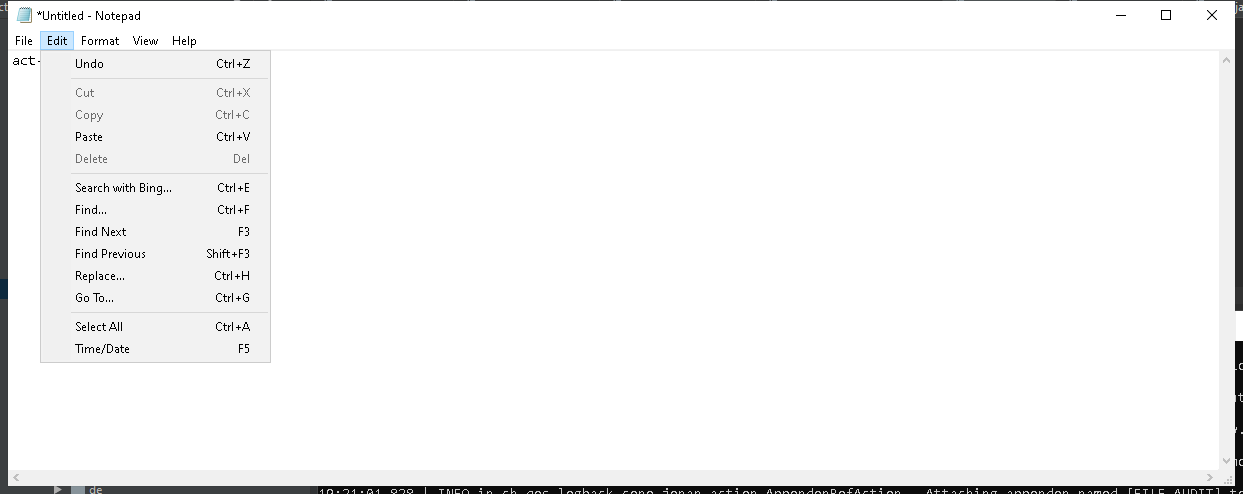 *Untitled - Notepad
File Edit Format View Help
act-
Undo Ctrl+Z
Cut Ctrl+X
Copy Ctrl+C
Paste Ctrl+V
Delete Del
Search with Bing... Ctrl+E
Find... Ctrl+F
Find Next F3
Find Previous Shift+F3
Replace... Ctrl+H
Go To... Ctrl+G
Select All Ctrl+A
Time/Date F5
de
19:21:01,828 | INFO in ch.qos.logback.core.joran.action.AppenderRefAction - Attaching appender named [FILE_AUDIT] t